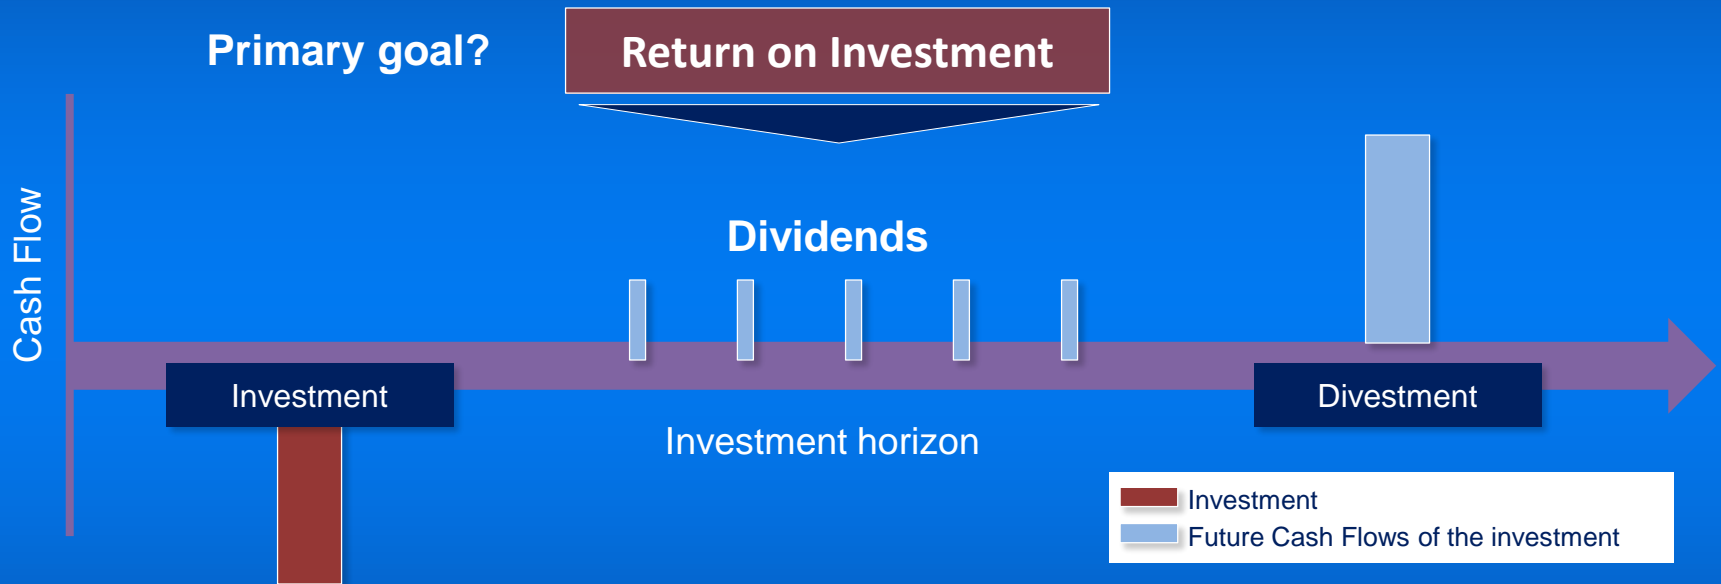 Primary goal?
Return on Investment
Cash Flow
Dividends
Investment
Divestment
Investment horizon
Investment
Future Cash Flows of the investment